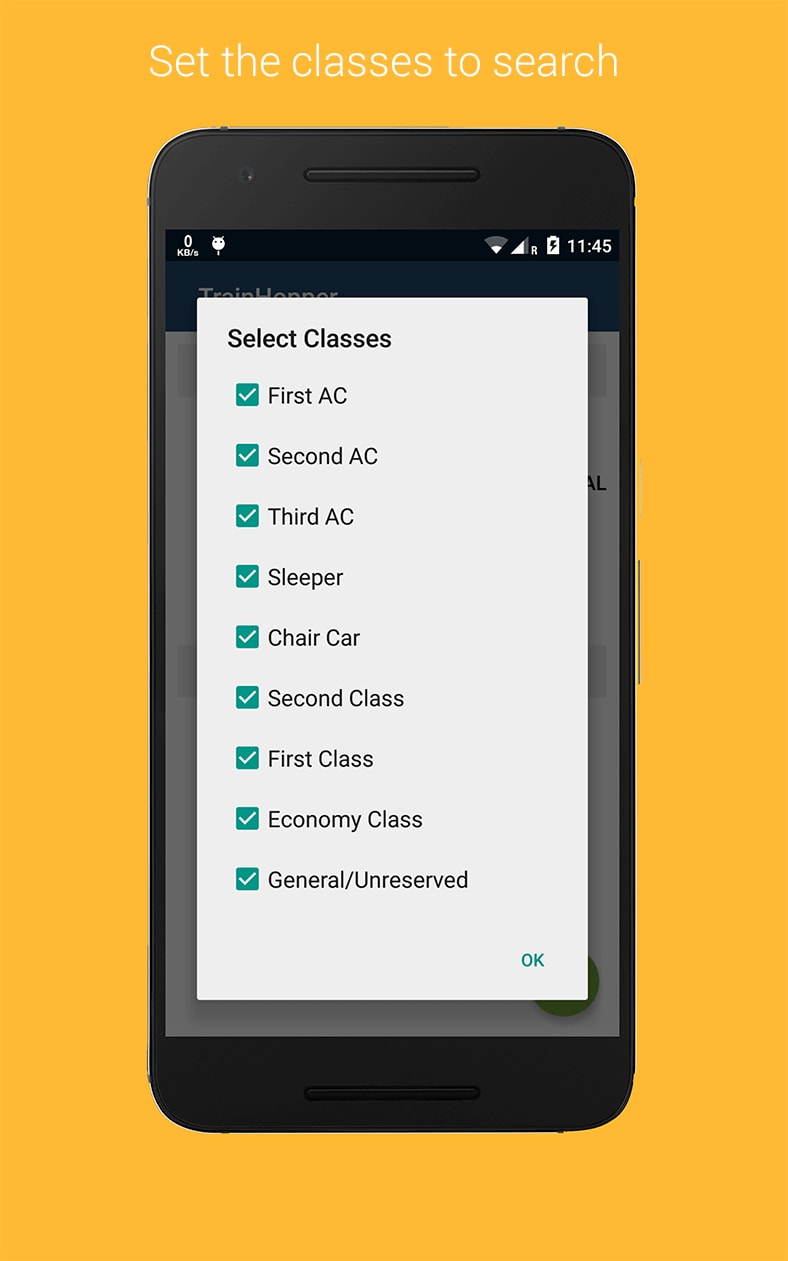 Set the classes to search
0
KB/s
R
11:45
TrainHopper
Select Classes
First AC
Second AC
Third AC
AL
Sleeper
Chair Car
Second Class
First Class
Economy Class
General/Unreserved
OK